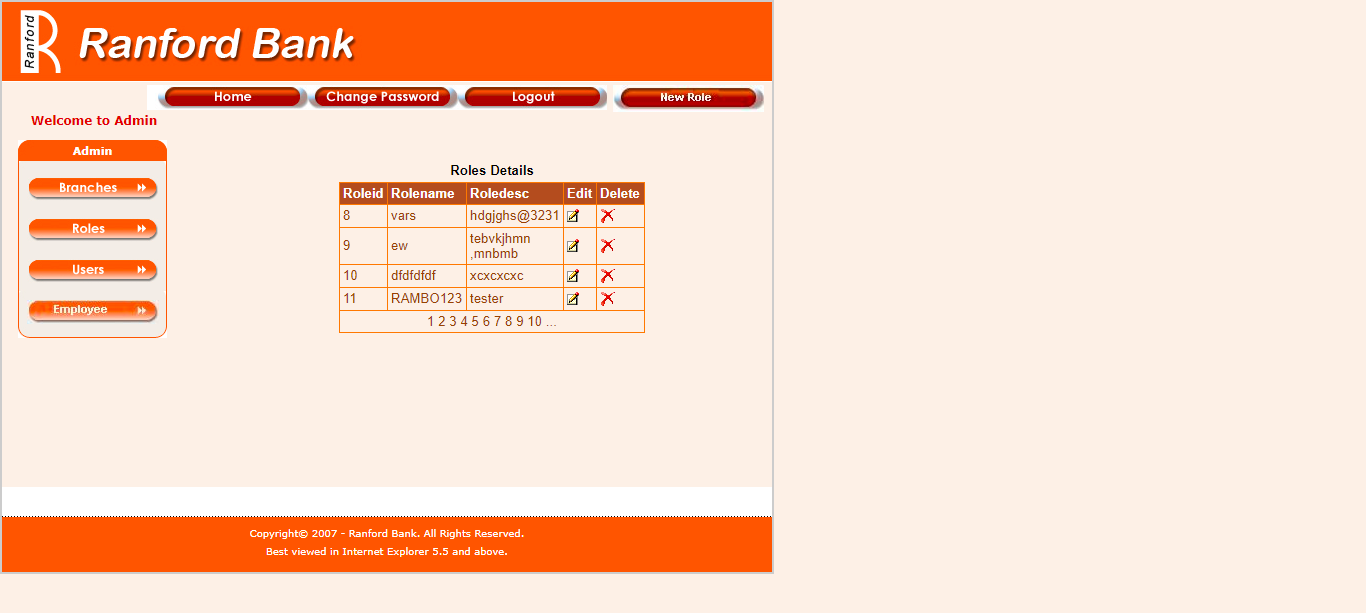 Ranford
Ranford Bank
Home Change Password Logout New Role
Welcome to Admin
Admin
Branches
Roles
Users
Employee
Roles Details
Roleid Rolename Roledesc Edit Delete
8 vars hdgjghs@3231
9 ew tebvkjhmn
,mnbmb
10 dfdfdfdf xcxcxcxc
11 RAMBO123 tester
1 2 3 4 5 6 7 8 9 10 ...
Copyright© 2007 - Ranford Bank. All Rights Reserved.
Best viewed in Internet Explorer 5.5 and above.